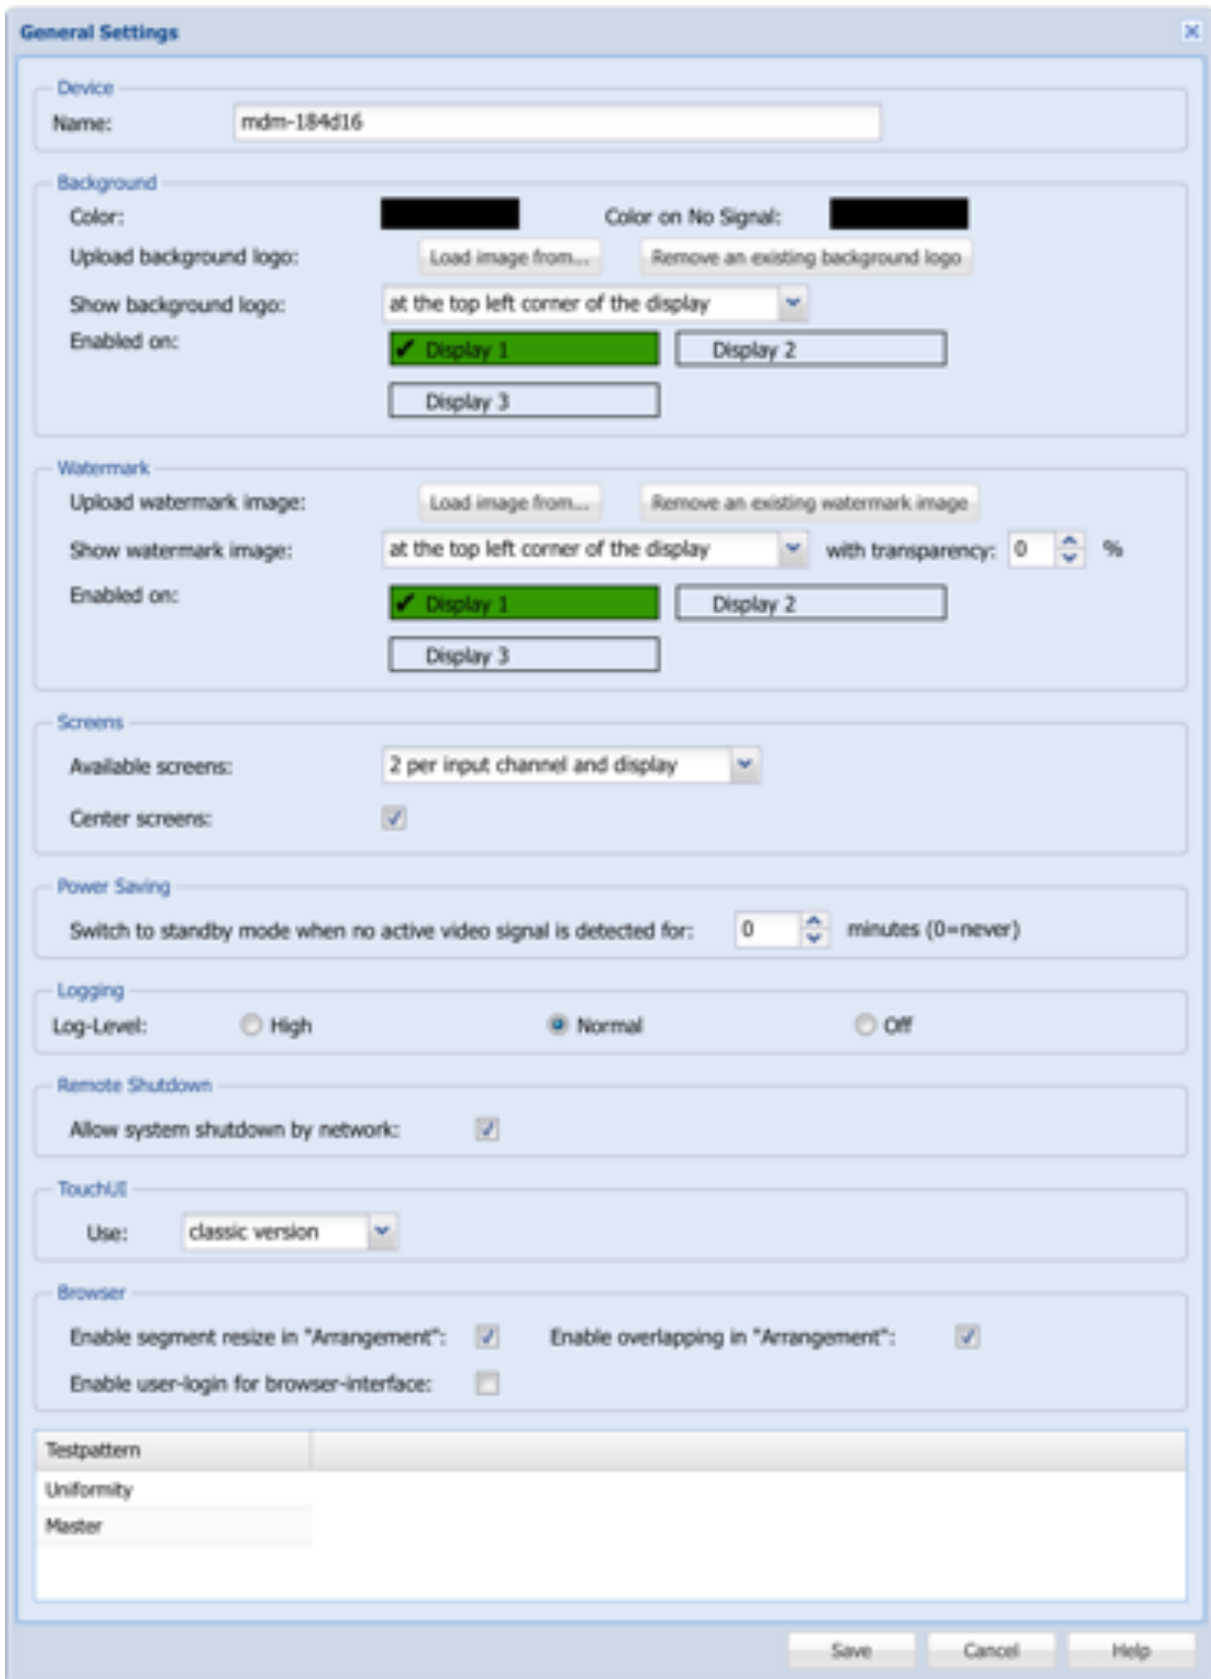 General Settings
Device
Name: mdm-184d16
Background
Color: Color on No Signal:
Upload background logo: Load image from... Remove an existing background logo
Show background logo: at the top left corner of the display
Enabled on: ✔ Display 1 Display 2
Display 3
Watermark
Upload watermark image: Load image from... Remove an existing watermark image
Show watermark image: at the top left corner of the display with transparency: 0 %
Enabled on: ✔ Display 1 Display 2
Display 3
Screens
Available screens: 2 per input channel and display
Center screens:
Power Saving
Switch to standby mode when no active video signal is detected for: 0 minutes (0=never)
Logging
Log-Level: High Normal Off
Remote Shutdown
Allow system shutdown by network:
TouchUI
Use: classic version
Browser
Enable segment resize in "Arrangement": Enable overlapping in "Arrangement":
Enable user-login for browser-interface:
Testpattern
Uniformity
Master
Save Cancel Help